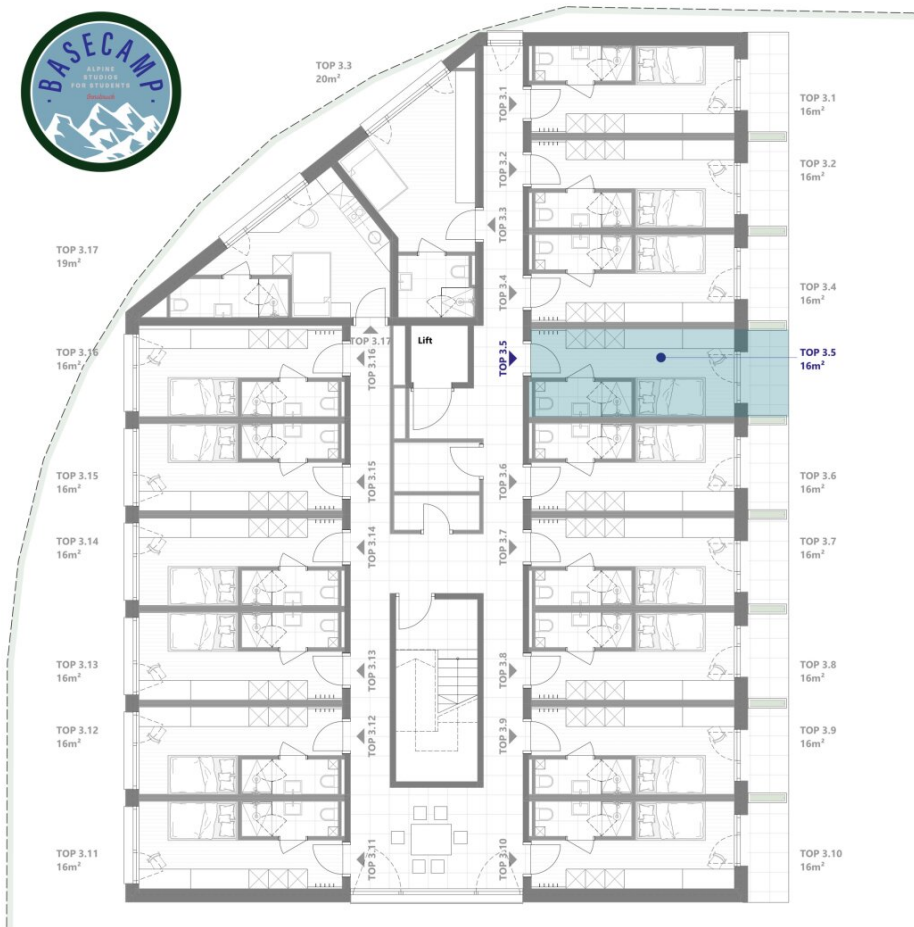 BASECAMP
ALPINE
STUDIOS
FOR STUDENTS
Innsbruck
TOP 3.3
20m²
TOP 3.17
19m²
TOP 3.16
16m²
TOP 3.15
16m²
TOP 3.14
16m²
TOP 3.13
16m²
TOP 3.12
16m²
TOP 3.11
16m²
TOP 3.1
TOP 3.2
TOP 3.3
TOP 3.4
TOP 3.17
TOP 3.16
Lift
TOP 3.5
TOP 3.15
TOP 3.6
TOP 3.14
TOP 3.7
TOP 3.13
TOP 3.8
TOP 3.12
TOP 3.9
TOP 3.11
TOP 3.10
TOP 3.1
16m²
TOP 3.2
16m²
TOP 3.4
16m²
TOP 3.5
16m²
TOP 3.6
16m²
TOP 3.7
16m²
TOP 3.8
16m²
TOP 3.9
16m²
TOP 3.10
16m²